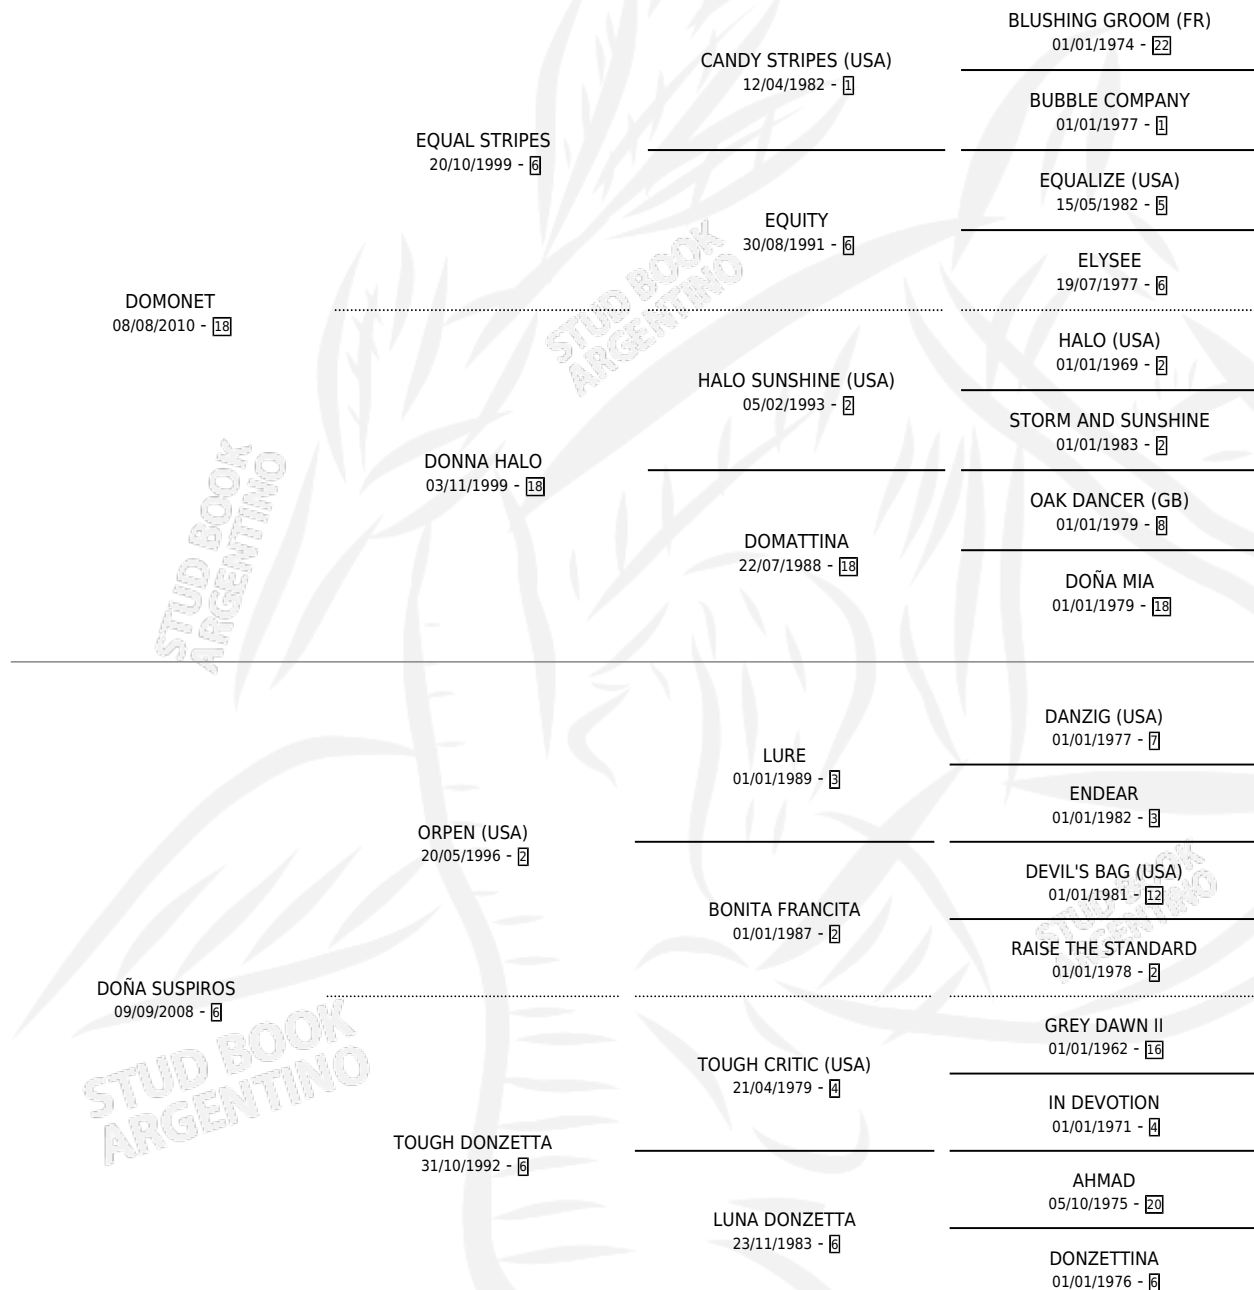 BLUSHING GROOM (FR)
01/01/1974 - 22
CANDY STRIPES (USA)
12/04/1982 - 1
BUBBLE COMPANY
01/01/1977 - 1
EQUAL STRIPES
20/10/1999 - 6
EQUALIZE (USA)
15/05/1982 - 5
EQUITY
30/08/1991 - 6
ELYSEE
19/07/1977 - 6
DOMONET
08/08/2010 - 18
HALO (USA)
01/01/1969 - 2
HALO SUNSHINE (USA)
05/02/1993 - 2
STORM AND SUNSHINE
01/01/1983 - 2
DONNA HALO
03/11/1999 - 18
OAK DANCER (GB)
01/01/1979 - 8
DOMATTINA
22/07/1988 - 18
DOÑA MIA
01/01/1979 - 18
DANZIG (USA)
01/01/1977 - 7
LURE
01/01/1989 - 3
ENDEAR
01/01/1982 - 3
ORPEN (USA)
20/05/1996 - 2
DEVIL'S BAG (USA)
01/01/1981 - 12
BONITA FRANCITA
01/01/1987 - 2
RAISE THE STANDARD
01/01/1978 - 2
DOÑA SUSPIROS
09/09/2008 - 6
GREY DAWN II
01/01/1962 - 16
TOUGH CRITIC (USA)
21/04/1979 - 4
IN DEVOTION
01/01/1971 - 4
TOUGH DONZETTA
31/10/1992 - 6
AHMAD
05/10/1975 - 20
LUNA DONZETTA
23/11/1983 - 6
DONZETTINA
01/01/1976 - 6
STUD BOOK
ARGENTINO
STUD BOOK
ARGENTINO
STUD BOOK
ARGENTINO
STUD BOOK
ARGENTINO